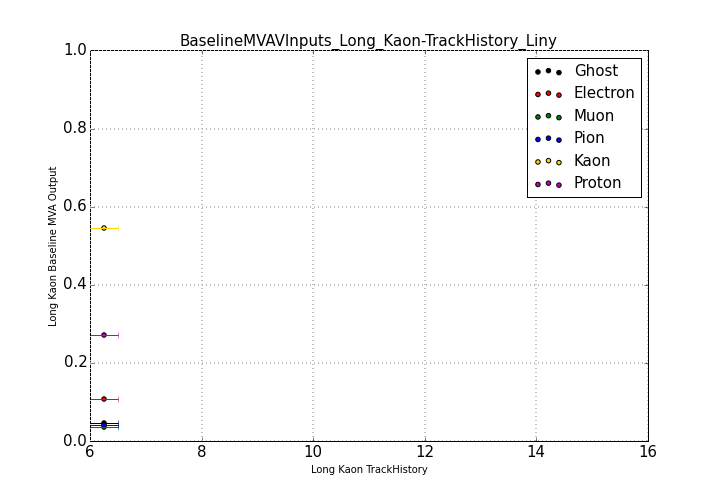 BaselineMVAVInputs_Long_Kaon-TrackHistory_Liny
1.0
0.8
0.6
0.4
0.2
0.0
Long Kaon Baseline MVA Output
Ghost
Electron
Muon
Pion
Kaon
Proton
6 8 10 12 14 16
Long Kaon TrackHistory